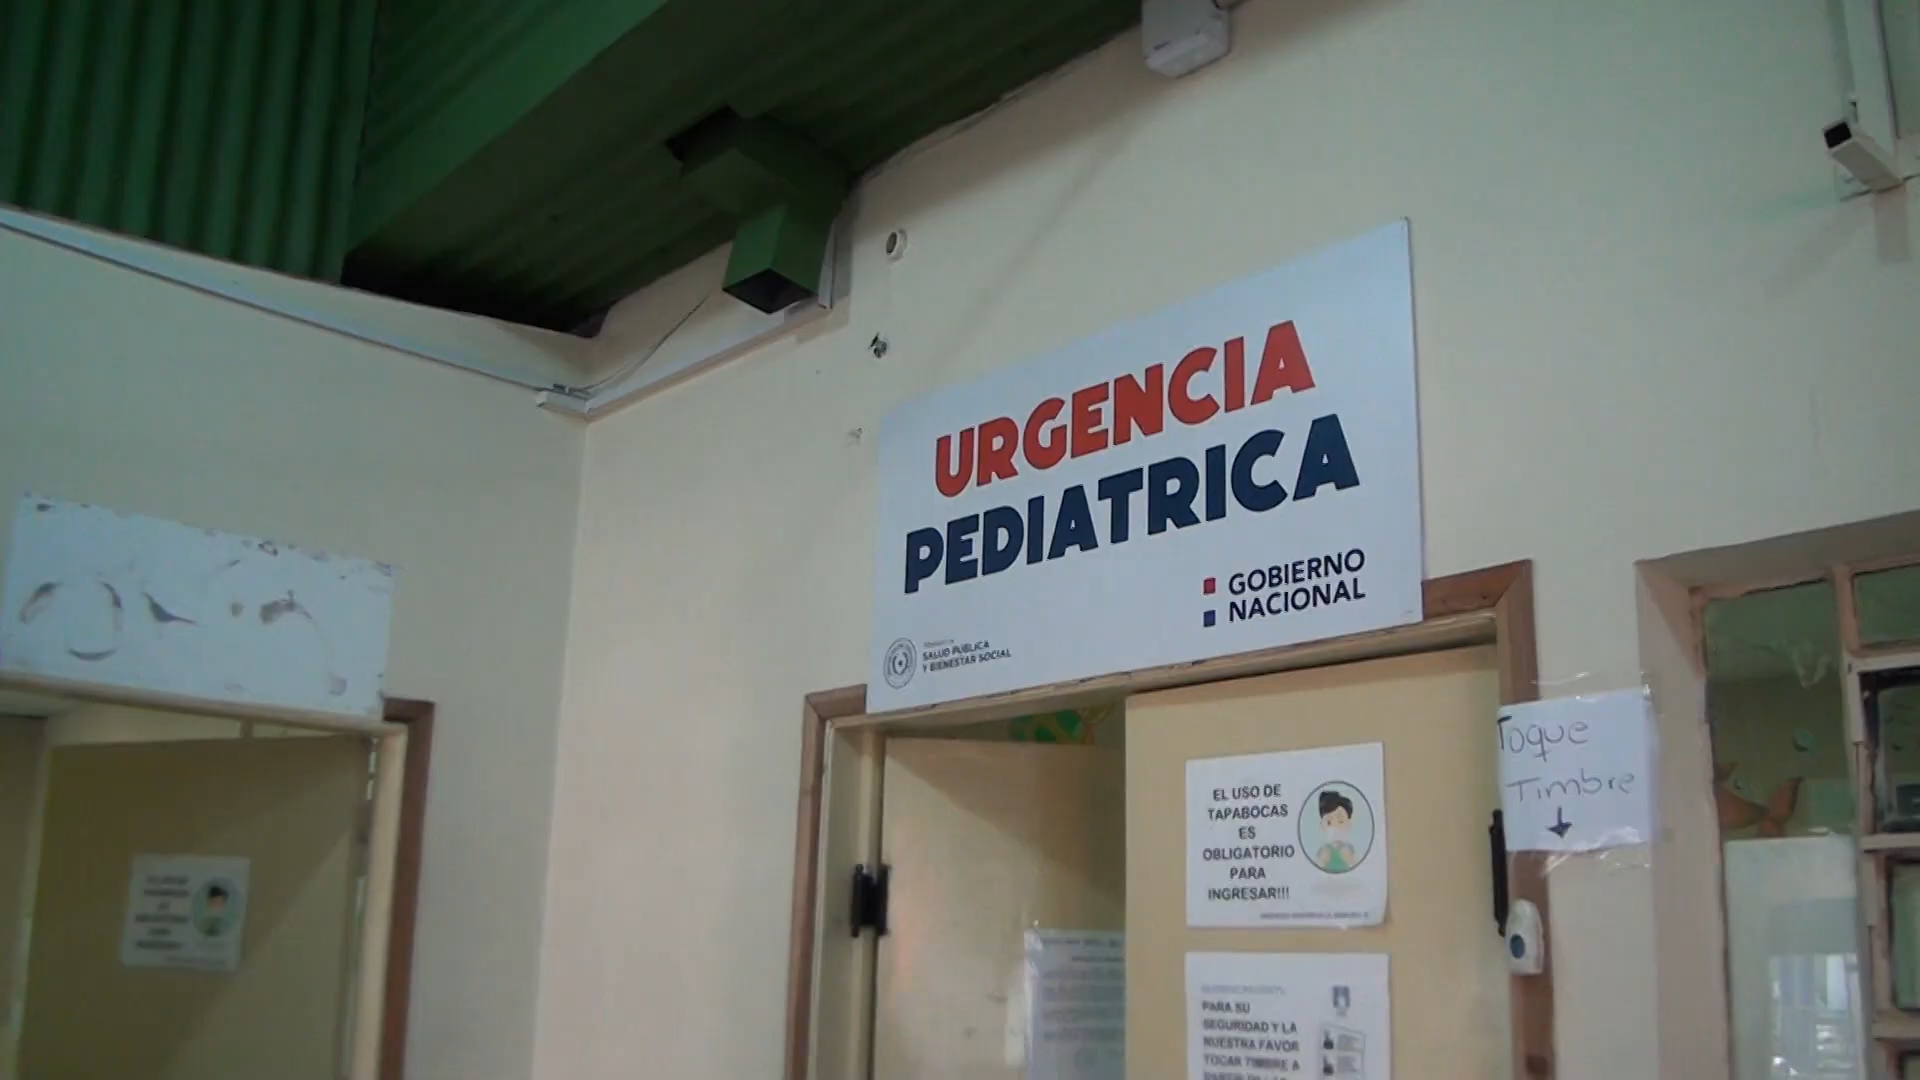 URGENCIA
PEDIATRICA
GOBIERNO
NACIONAL
SALUD PÚBLICA
Y BIENESTAR SOCIAL
Toque
Timbre
EL USO DE
TAPABOCAS
ES
OBLIGATORIO
PARA
INGRESAR!!!
PARA SU
SEGURIDAD Y LA
NUESTRA FAVOR
TOCAR TIMBRE A